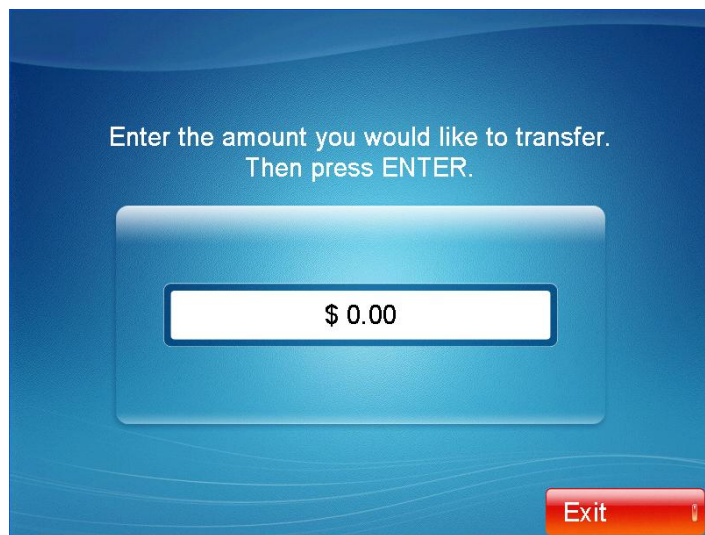 Enter the amount you would like to transfer.
Then press ENTER.
$ 0.00
Exit